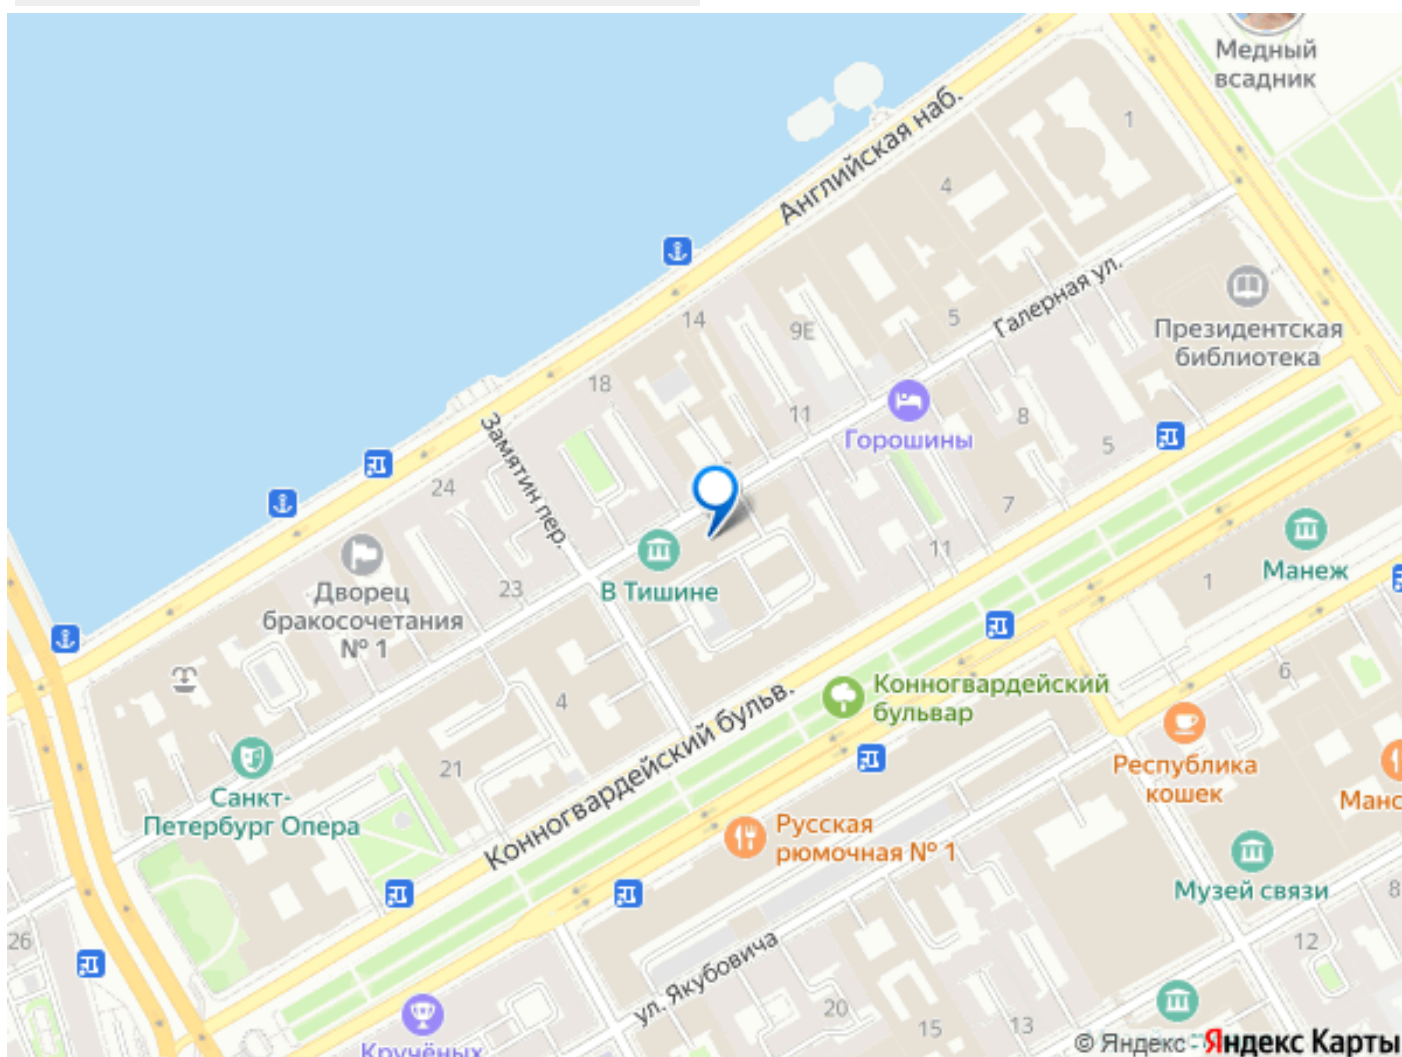 Медный
всадник
1
Английская наб.
4
Галерная ул.
Президентская
библиотека
5
14
9Е
18
11
Горошины
8
5
7
Замятин пер.
24
11
Манеж
1
В Тишине
23
Дворец
бракосочетания
№ 1
Конногвардейский
бульвар
6
4
Конногвардейский бульв.
21
Санкт-
Петербург Опера
Республика
кошек
Манс
Русская
рюмочная № 1
Музей связи
8
26
12
ул. Якубовича
20
15
13
Кручёных
© Яндекс
Яндекс Карты